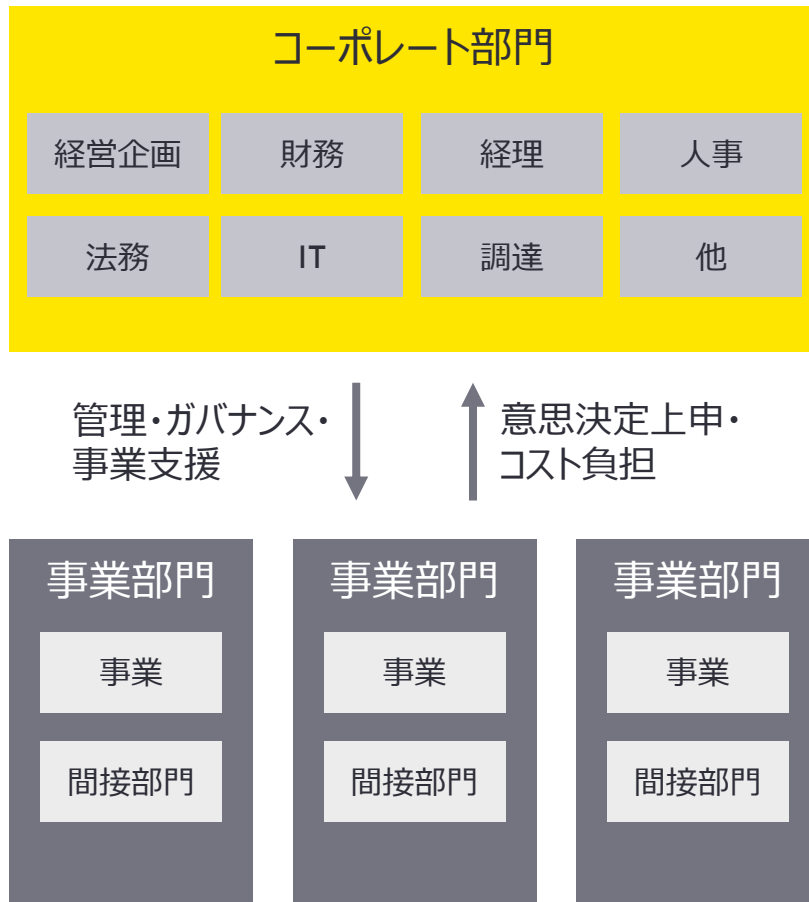 コーポレート部門
経営企画
財務
経理
人事
法務
IT
調達
他
管理・ガバナンス・
事業支援
意思決定上申・
コスト負担
事業部門
事業
間接部門
事業部門
事業
間接部門
事業部門
事業
間接部門